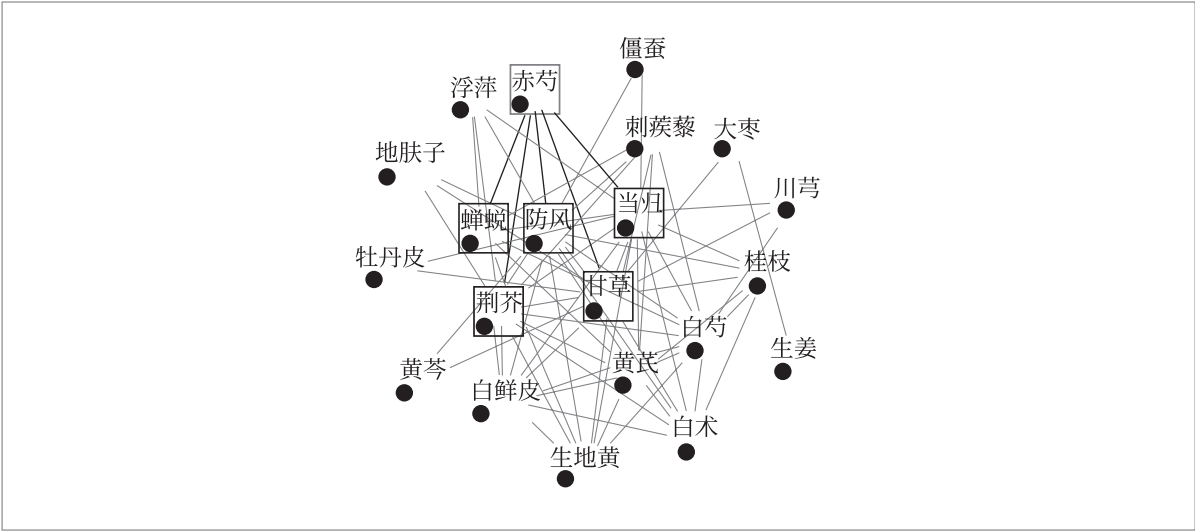 僵蚕
浮萍
赤芍
刺蒺藜
大枣
地肤子
川芎
当归
蝉蜕
防风
牡丹皮
桂枝
甘草
荆芥
白芍
生姜
黄芩
黄芪
白鲜皮
白术
生地黄